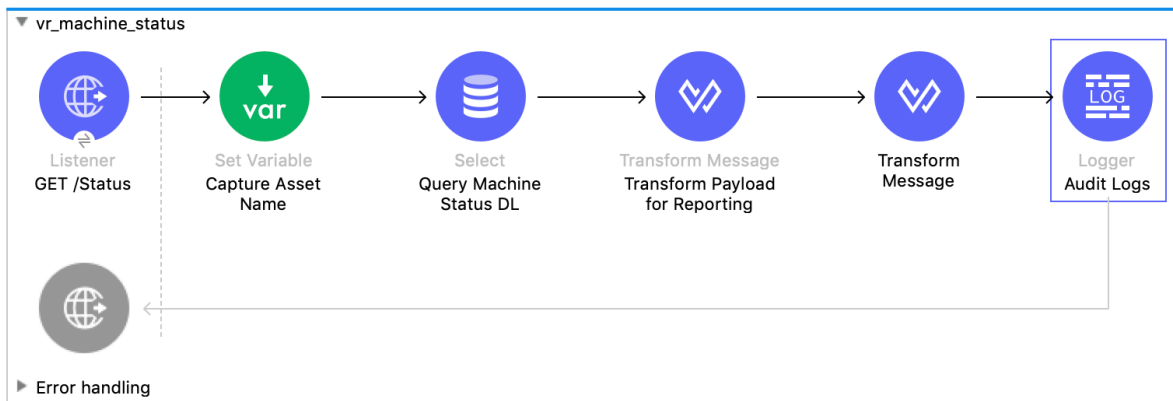 vr_machine_status
var
LOG
Listener
GET /Status
Set Variable
Capture Asset
Name
Select
Query Machine
Status DL
Transform Message
Transform Payload
for Reporting
Transform
Message
Logger
Audit Logs
Error handling